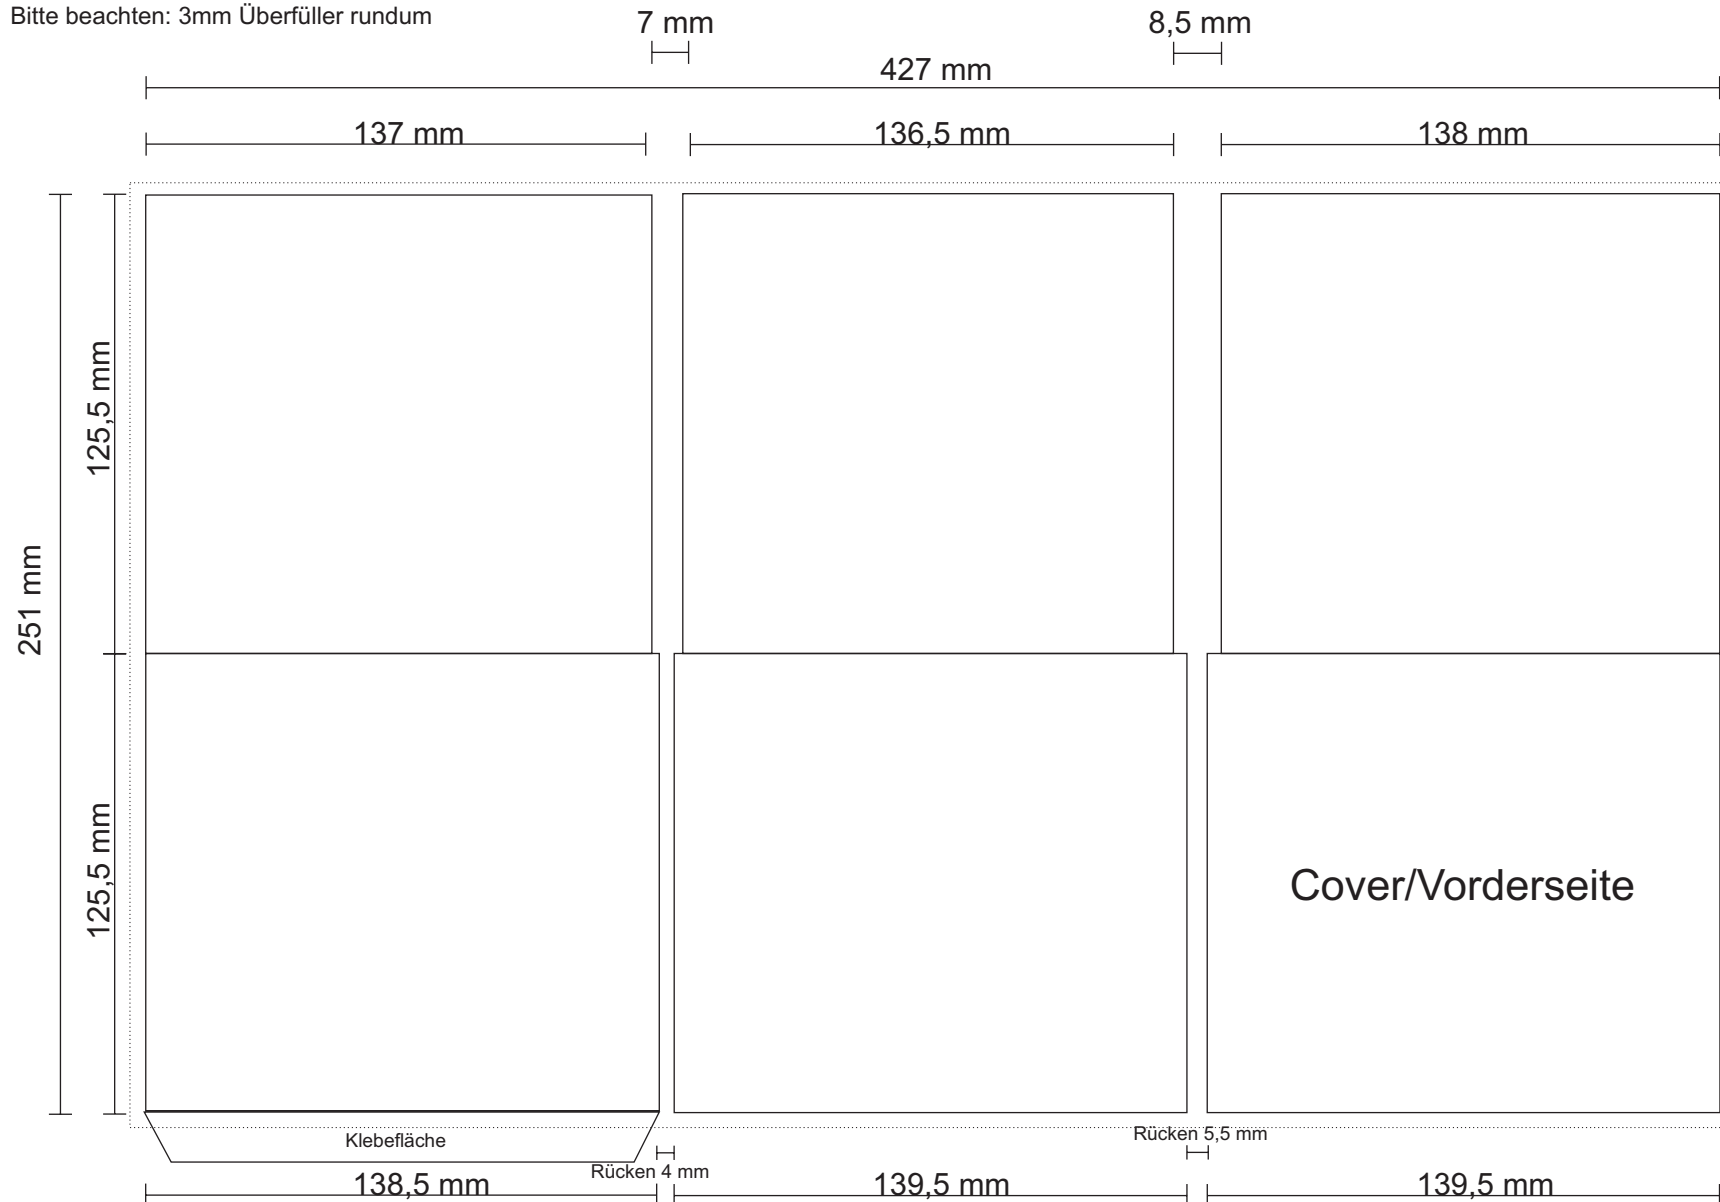 Bitte beachten: 3mm Überfüller rundum
7 mm
8,5 mm
427 mm
137 mm
136,5 mm
138 mm
125,5 mm
251 mm
125,5 mm
Cover/Vorderseite
Klebefläche
Rücken 5,5 mm
Rücken 4 mm
138,5 mm
139,5 mm
139,5 mm